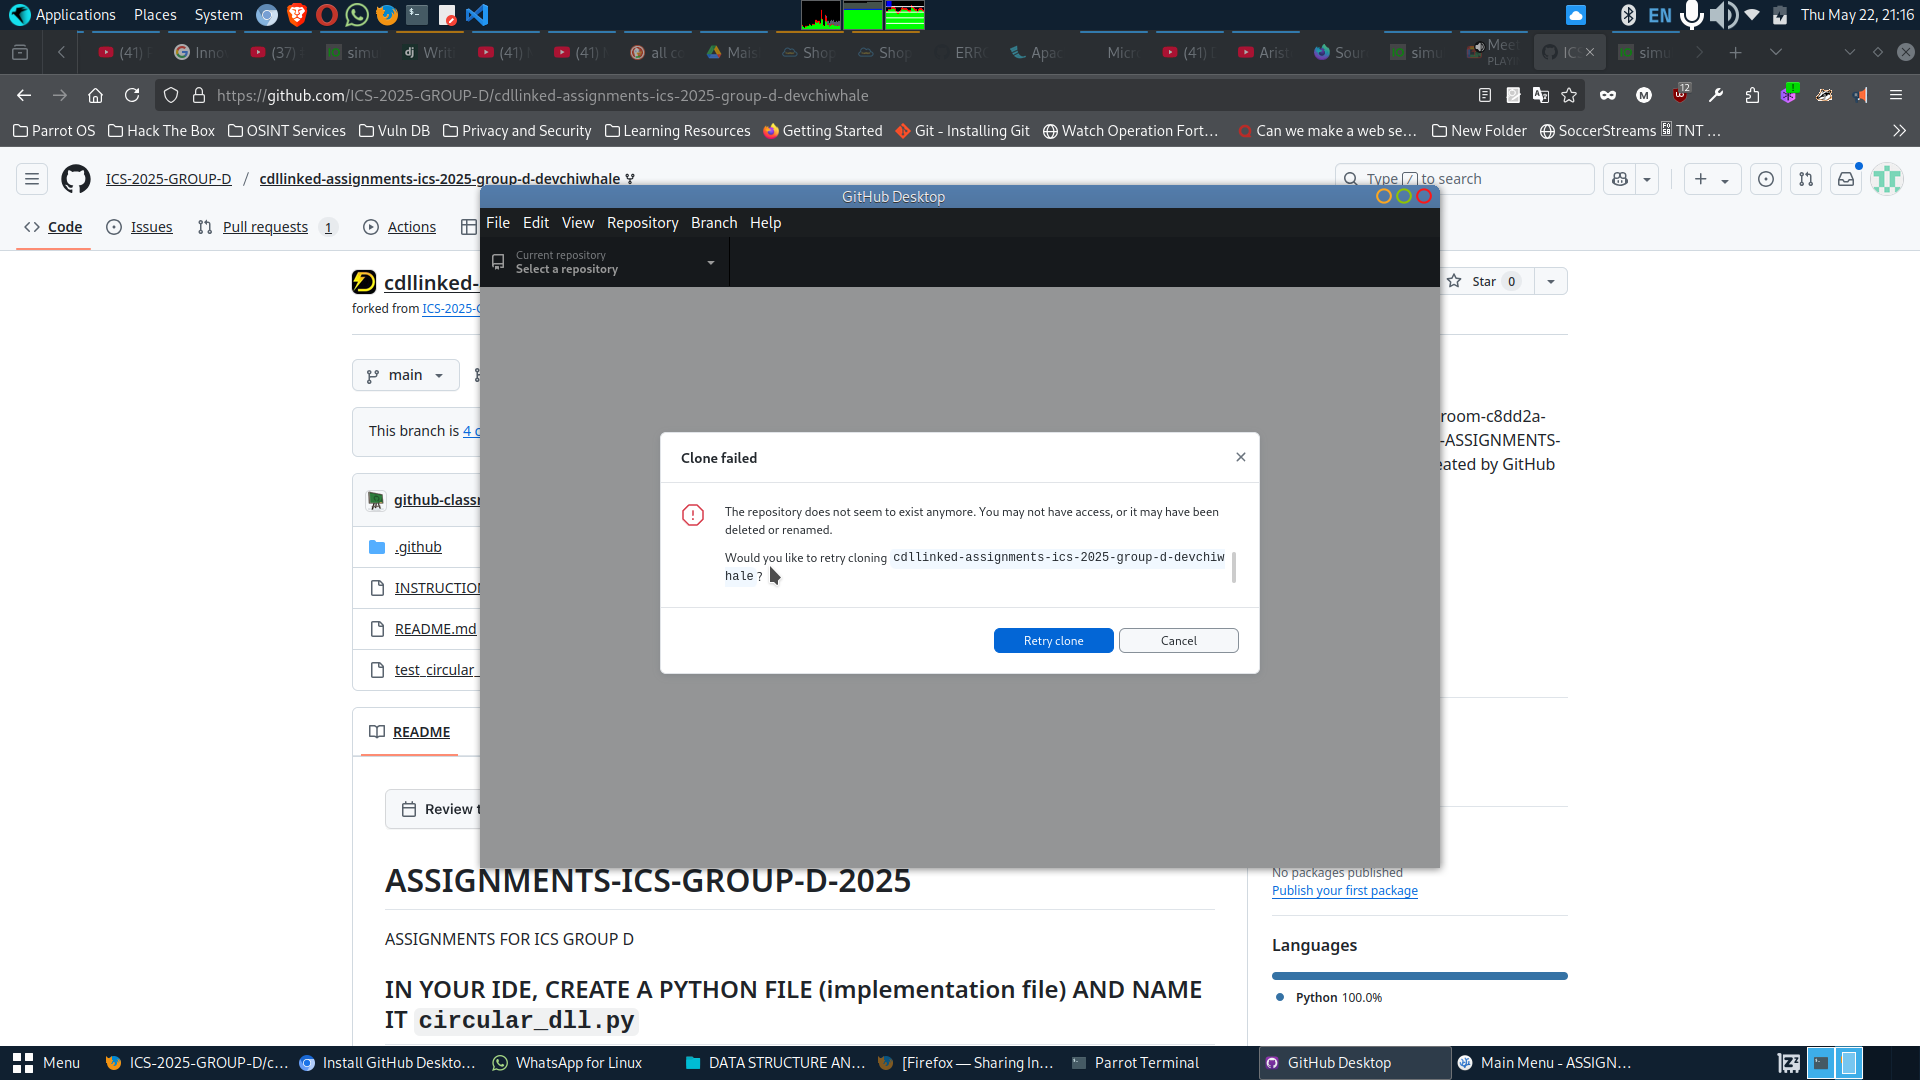 Applications Places System EN Thu May 22, 21:16
(41) Inno (37) simu Writ (41) (41) all co Mais Shop Shop ERR Apac Micr (41) Arist Sour simu Mee PLAYI ICS simu
https://github.com/ICS-2025-GROUP-D/cdllinked-assignments-ics-2025-group-d-devchiwhale 12
Parrot OS Hack The Box OSINT Services Vuln DB Privacy and Security Learning Resources Getting Started Git - Installing Git Watch Operation Fort… Can we make a web se… New Folder SoccerStreams TNT …
ICS-2025-GROUP-D / cdllinked-assignments-ics-2025-group-d-devchiwhale Type / to search
GitHub Desktop
Code Issues Pull requests 1 Actions
File Edit View Repository Branch Help
Current repository
Select a repository
cdllinked- Star 0
forked from ICS-2025-G
main
room-c8dd2a-
This branch is 4 c
-ASSIGNMENTS-
eated by GitHub
github-classr
.github
INSTRUCTION
README.md
test_circular_
Clone failed
The repository does not seem to exist anymore. You may not have access, or it may have been
deleted or renamed.
Would you like to retry cloning cdllinked-assignments-ics-2025-group-d-devchiw
hale ?
Retry clone Cancel
README
Review t
ASSIGNMENTS-ICS-GROUP-D-2025
No packages published
Publish your first package
ASSIGNMENTS FOR ICS GROUP D
Languages
IN YOUR IDE, CREATE A PYTHON FILE (implementation file) AND NAME
IT circular_dll.py
Python 100.0%
Menu ICS-2025-GROUP-D/c… Install GitHub Deskto… WhatsApp for Linux DATA STRUCTURE AN… [Firefox — Sharing In… Parrot Terminal GitHub Desktop Main Menu - ASSIGN…